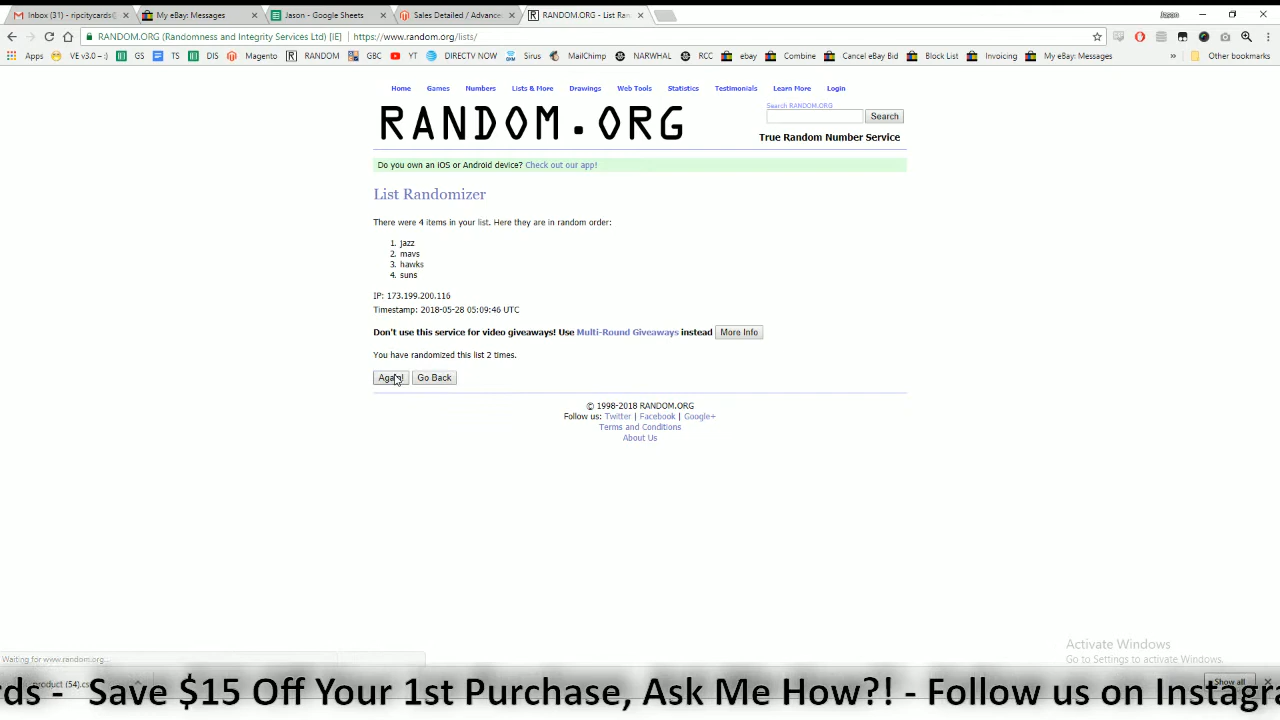 Inbox (31) - ripcitycards@
My eBay: Messages
Jason - Google Sheets
Sales Detailed / Advance
RANDOM.ORG - List Ran
Jason
RANDOM.ORG (Randomness and Integrity Services Ltd) [IE] https://www.random.org/lists/
Apps VE v3.0 -:) GS TS DIS Magento RANDOM GBC YT DIRECTV NOW Sirius MailChimp NARWHAL RCC ebay Combine Cancel eBay Bid Block List Invoicing My eBay: Messages » Other bookmarks
Home Games Numbers Lists & More Drawings Web Tools Statistics Testimonials Learn More Login
RANDOM.ORG
Search RANDOM.ORG
Search
True Random Number Service
Do you own an iOS or Android device? Check out our app!
List Randomizer
There were 4 items in your list. Here they are in random order:
1. jazz
2. mavs
3. hawks
4. suns
IP: 173.199.200.116
Timestamp: 2018-05-28 05:09:46 UTC
Don't use this service for video giveaways! Use Multi-Round Giveaways instead More Info
You have randomized this list 2 times.
Again! Go Back
© 1998-2018 RANDOM.ORG
Follow us: Twitter | Facebook | Google+
Terms and Conditions
About Us
Activate Windows
Go to Settings to activate Windows.
Waiting for www.random.org...
product (54).cs
Show all
rds - Save $15 Off Your 1st Purchase, Ask Me How?! - Follow us on Instagra